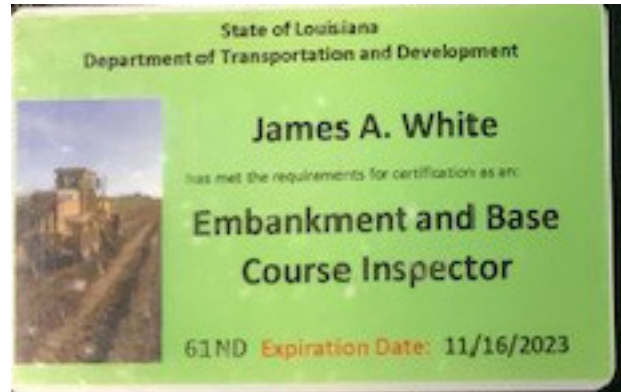 State of Louisiana
Department of Transportation and Development
James A. White
has met the requirements for certification as an:
Embankment and Base
Course Inspector
61ND Expiration Date: 11/16/2023